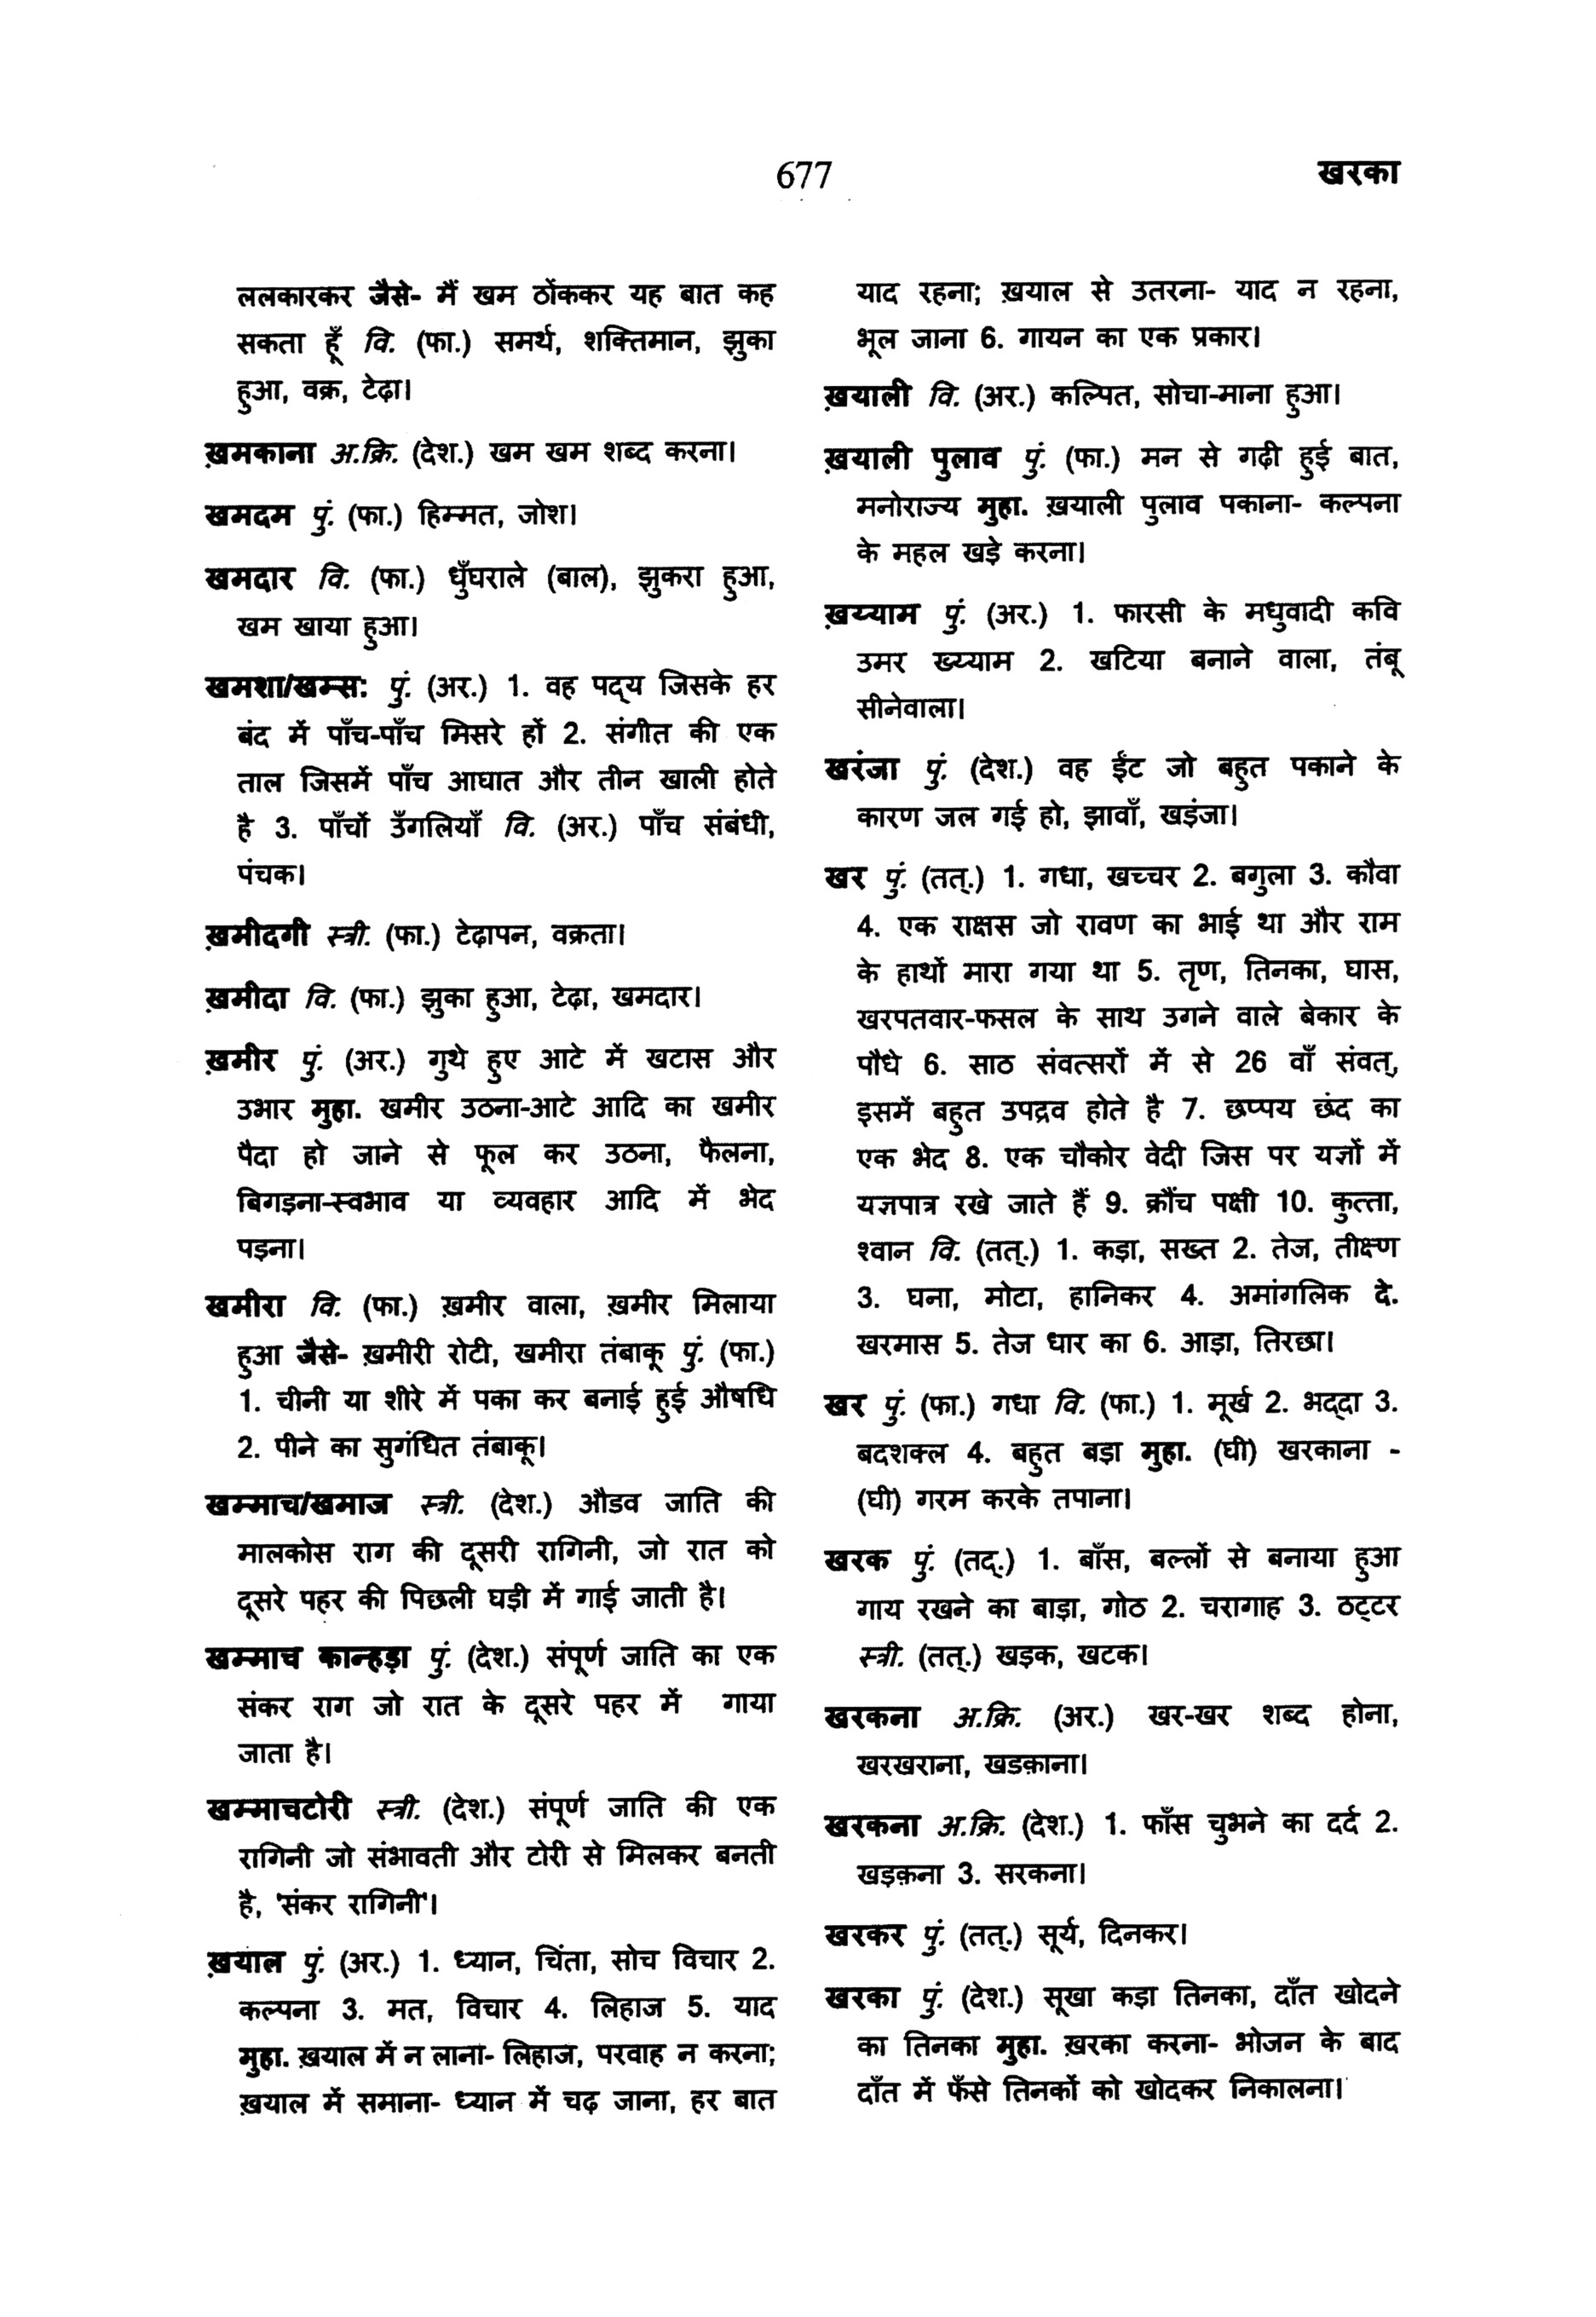 677
खरका
ललकारकर जैसे- मैं खम ठोंककर यह बात कह
सकता हूँ वि. (फा.) समर्थ, शक्तिमान, झुका
हुआ, वक्र, टेढ़ा।
ख़मकाना अ.क्रि. (देश.) खम खम शब्द करना।
खमदम पुं. (फा.) हिम्मत, जोश।
खमदार वि. (फा.) धुँघराले (बाल), झुकरा हुआ,
खम खाया हुआ।
खमशा/खम्स: पुं. (अर.) 1. वह पद्‌य जिसके हर
बंद में पाँच-पाँच मिसरे हों 2. संगीत की एक
ताल जिसमें पाँच आघात और तीन खाली होते
है 3. पाँचों उँगलियाँ वि. (अर.) पाँच संबंधी,
पंचक।
ख़मीदगी स्त्री. (फा.) टेढ़ापन, वक्रता।
ख़मीदा वि. (फा.) झुका हुआ, टेढ़ा, खमदार।
ख़मीर पुं. (अर.) गुथे हुए आटे में खटास और
उभार मुहा. खमीर उठना-आटे आदि का खमीर
पैदा हो जाने से फूल कर उठना, फैलना,
बिगड़ना-स्वभाव या व्यवहार आदि में भेद
पड़ना।
खमीरा वि. (फा.) ख़मीर वाला, ख़मीर मिलाया
हुआ जैसे- ख़मीरी रोटी, खमीरा तंबाकू पुं. (फा.)
1. चीनी या शीरे में पका कर बनाई हुई औषधि
2. पीने का सुगंधित तंबाकू।
खम्माच/खमाज स्त्री. (देश.) औडव जाति की
मालकोस राग की दूसरी रागिनी, जो रात को
दूसरे पहर की पिछली घड़ी में गाई जाती है।
खम्माच कान्हड़ा पुं. (देश.) संपूर्ण जाति का एक
संकर राग जो रात के दूसरे पहर में गाया
जाता है।
खम्माचटोरी स्त्री. (देश.) संपूर्ण जाति की एक
रागिनी जो संभावती और टोरी से मिलकर बनती
है, 'संकर रागिनी'।
ख़याल पुं. (अर.) 1. ध्यान, चिंता, सोच विचार 2.
कल्पना 3. मत, विचार 4. लिहाज 5. याद
मुहा. ख़याल में न लाना- लिहाज, परवाह न करना;
ख़याल में समाना- ध्यान में चढ़ जाना, हर बात
याद रहना; ख़याल से उतरना- याद न रहना,
भूल जाना 6. गायन का एक प्रकार।
ख़याली वि. (अर.) कल्पित, सोचा-माना हुआ।
ख़याली पुलाव पुं. (फा.) मन से गढ़ी हुई बात,
मनोराज्य मुहा. ख़याली पुलाव पकाना- कल्पना
के महल खड़े करना।
ख़य्याम पुं. (अर.) 1. फारसी के मधुवादी कवि
उमर ख्य्याम 2. खटिया बनाने वाला, तंबू
सीनेवाला।
खरंजा पुं. (देश.) वह ईंट जो बहुत पकाने के
कारण जल गई हो, झावाँ, खड़ंजा।
खर पुं. (तत्.) 1. गधा, खच्चर 2. बगुला 3. कौवा
4. एक राक्षस जो रावण का भाई था और राम
के हाथों मारा गया था 5. तृण, तिनका, घास,
खरपतवार-फसल के साथ उगने वाले बेकार के
पौधे 6. साठ संवत्सरों में से 26 वाँ संवत्,
इसमें बहुत उपद्रव होते है 7. छप्पय छंद का
एक भेद 8. एक चौकोर वेदी जिस पर यज्ञों में
यज्ञपात्र रखे जाते हैं 9. क्रौंच पक्षी 10. कुत्ता,
श्वान वि. (तत्.) 1. कड़ा, सख्त 2. तेज, तीक्ष्ण
3. घना, मोटा, हानिकर 4. अमांगलिक दे.
खरमास 5. तेज धार का 6. आड़ा, तिरछा।
खर पुं. (फा.) गधा वि. (फा.) 1. मूर्ख 2. भद्‌दा 3.
बदशक्ल 4. बहुत बड़ा मुहा. (घी) खरकाना -
(घी) गरम करके तपाना।
खरक पुं. (तद्.) 1. बाँस, बल्लों से बनाया हुआ
गाय रखने का बाड़ा, गोठ 2. चरागाह 3. ठट्‌टर
स्त्री. (तत्.) खड़क, खटक।
खरकना अ.क्रि. (अर.) खर-खर शब्द होना,
खरखराना, खडक़ाना।
खरकना अ.क्रि. (देश.) 1. फाँस चुभने का दर्द 2.
खड़क़ना 3. सरकना।
खरकर पुं. (तत्.) सूर्य, दिनकर।
खरका पुं. (देश.) सूखा कड़ा तिनका, दाँत खोदने
का तिनका मुहा. ख़रका करना- भोजन के बाद
दाँत में फँसे तिनकों को खोदकर निकालना।